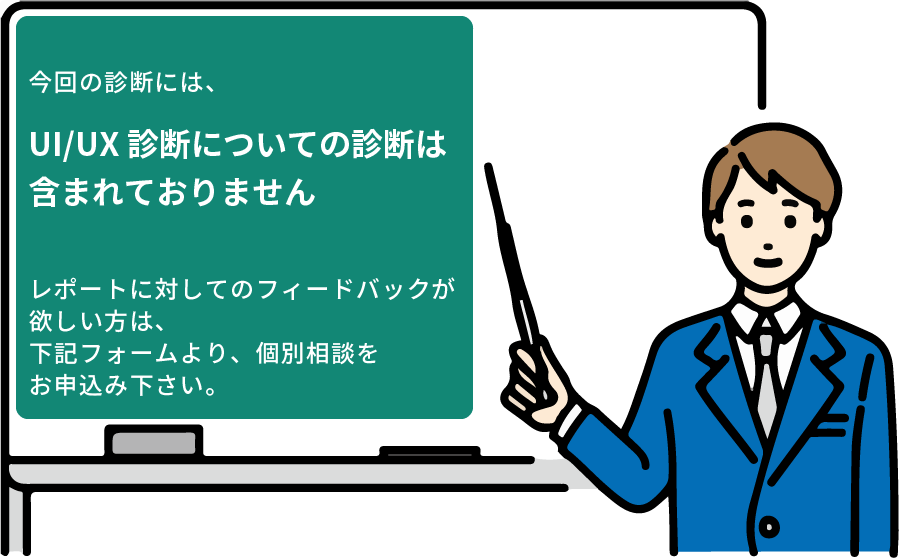 今回の診断には、
UI/UX 診断についての診断は
含まれておりません
レポートに対してのフィードバックが
欲しい方は、
下記フォームより、個別相談を
お申込み下さい。